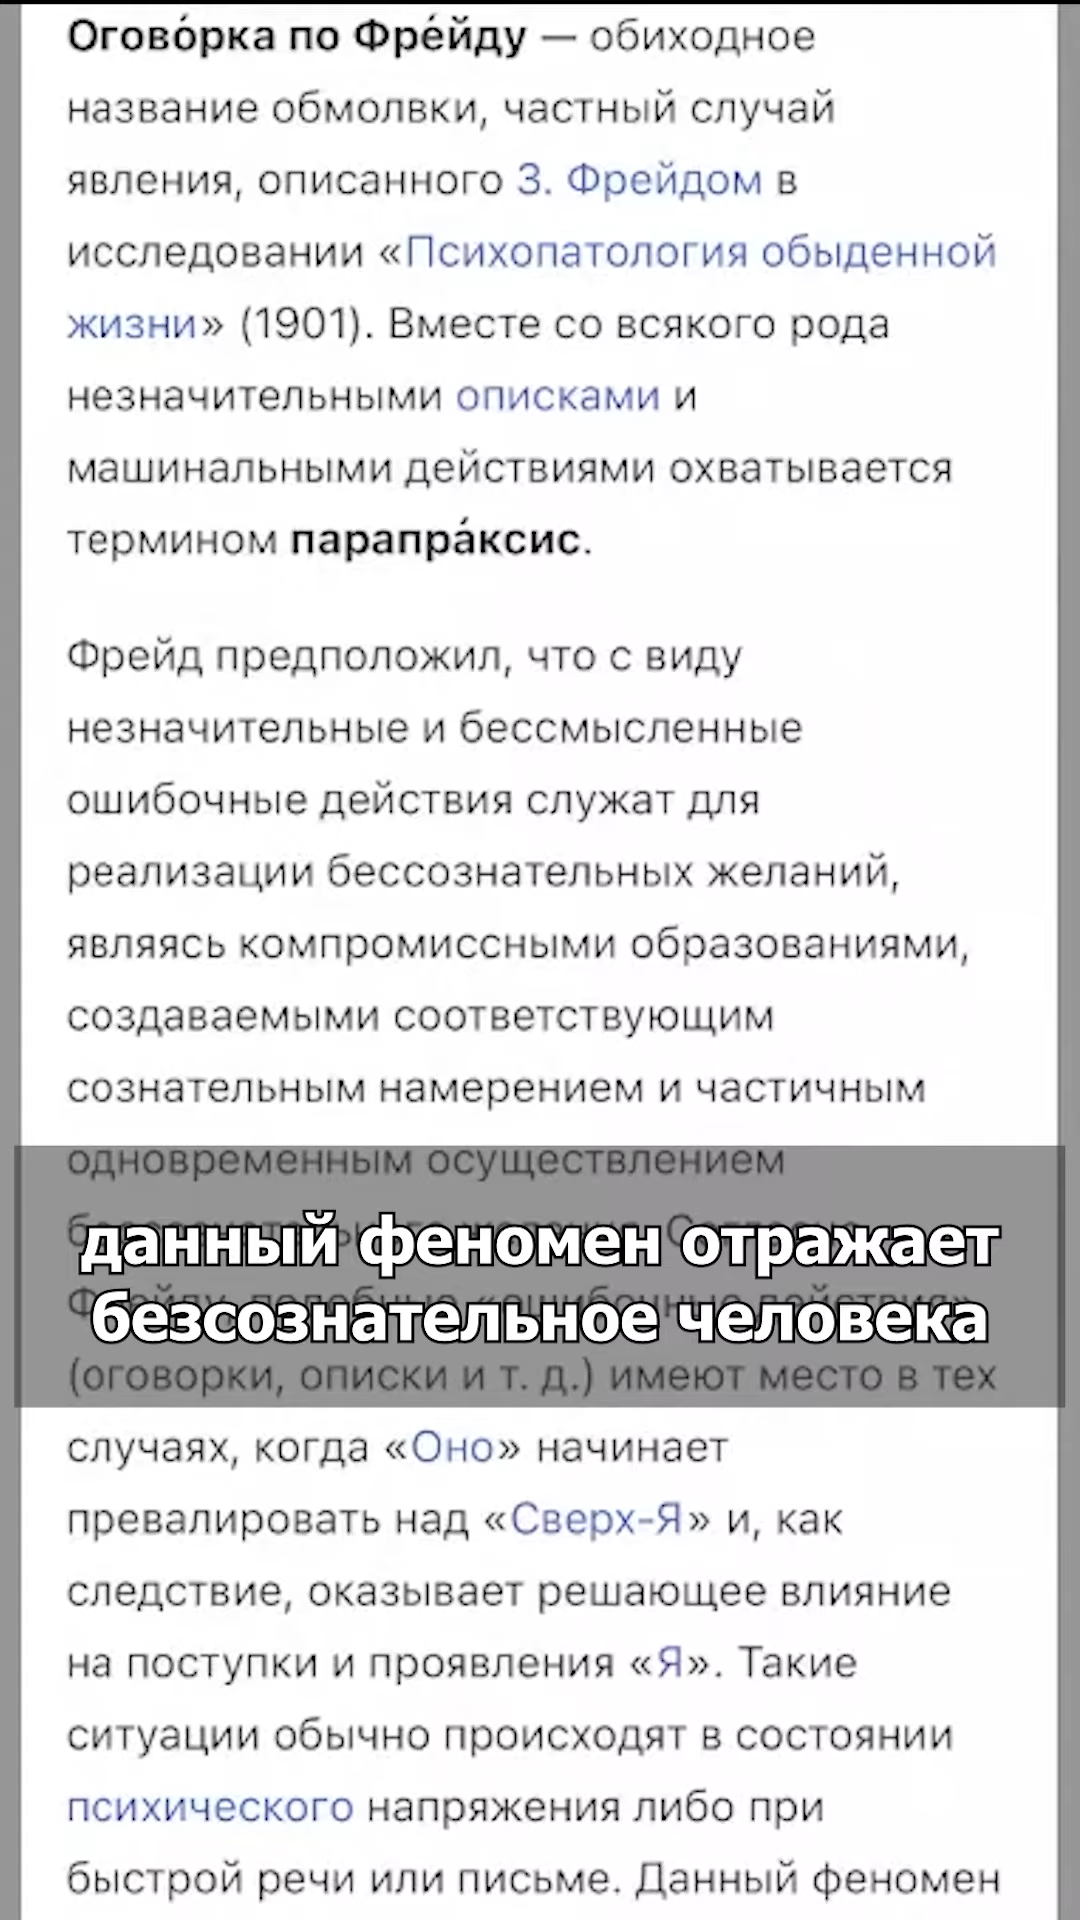 Огово́рка по Фре́йду — обиходное
название обмолвки, частный случай
явления, описанного З. Фрейдом в
исследовании «Психопатология обыденной
жизни» (1901). Вместе со всякого рода
незначительными описками и
машинальными действиями охватывается
термином парапра́ксис.
Фрейд предположил, что с виду
незначительные и бессмысленные
ошибочные действия служат для
реализации бессознательных желаний,
являясь компромиссными образованиями,
создаваемыми соответствующим
сознательным намерением и частичным
одновременным осуществлением
данный феномен отражает
безсознательное человека
(оговорки, описки и т. д.) имеют место в тех
случаях, когда «Оно» начинает
превалировать над «Сверх-Я» и, как
следствие, оказывает решающее влияние
на поступки и проявления «Я». Такие
ситуации обычно происходят в состоянии
психического напряжения либо при
быстрой речи или письме. Данный феномен